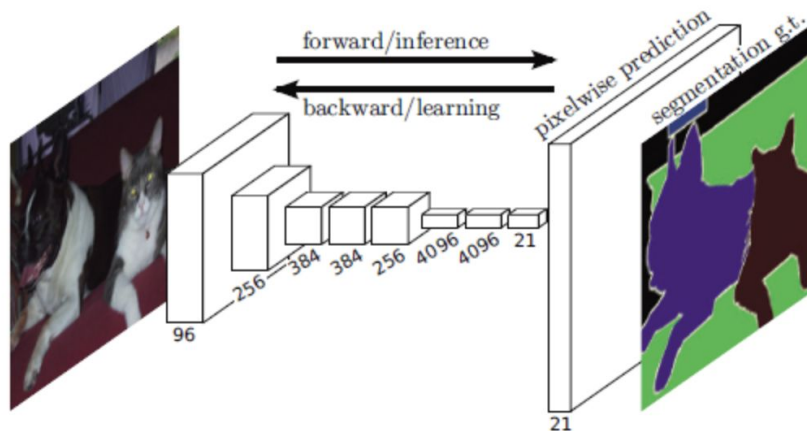 forward/inference
backward/learning
pixelwise prediction
segmentation g.t.
96
256
384
384
256
4096
4096
21
21